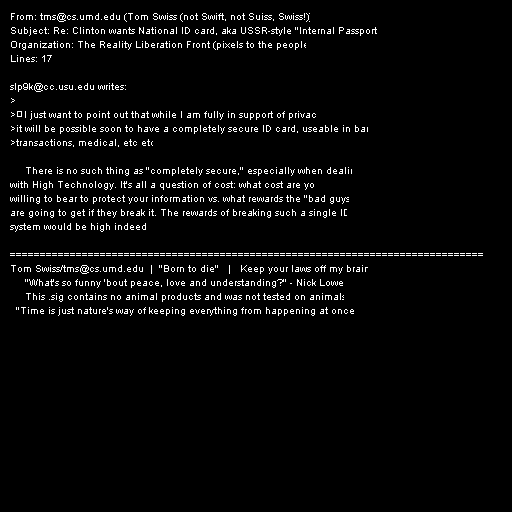 From: tms@cs.umd.edu (Tom Swiss (not Swift, not Suiss, Swiss!))
Subject: Re: Clinton wants National ID card, aka USSR-style "Internal Passport
Organization: The Reality Liberation Front (pixels to the people
Lines: 17
slp9k@cc.usu.edu writes:
>
> I just want to point out that while I am fully in support of privac
>it will be possible soon to have a completely secure ID card, useable in
>transactions, medical, etc etc
There is no such thing as "completely secure," especially when
with High Technology. It's all a question of cost: what cost are yo
willing to bear to protect your information vs. what rewards the "bad guys
are going to get if they break it. The rewards of breaking such a single ID
system would be high indeed
================================================================================
Tom Swiss/tms@cs.umd.edu | "Born to die" | Keep your laws off my brain
"What's so funny 'bout peace, love and understanding?" - Nick Lowe
This .sig contains no animal products and was not tested on animals
"Time is just nature's way of keeping everything from happening at once